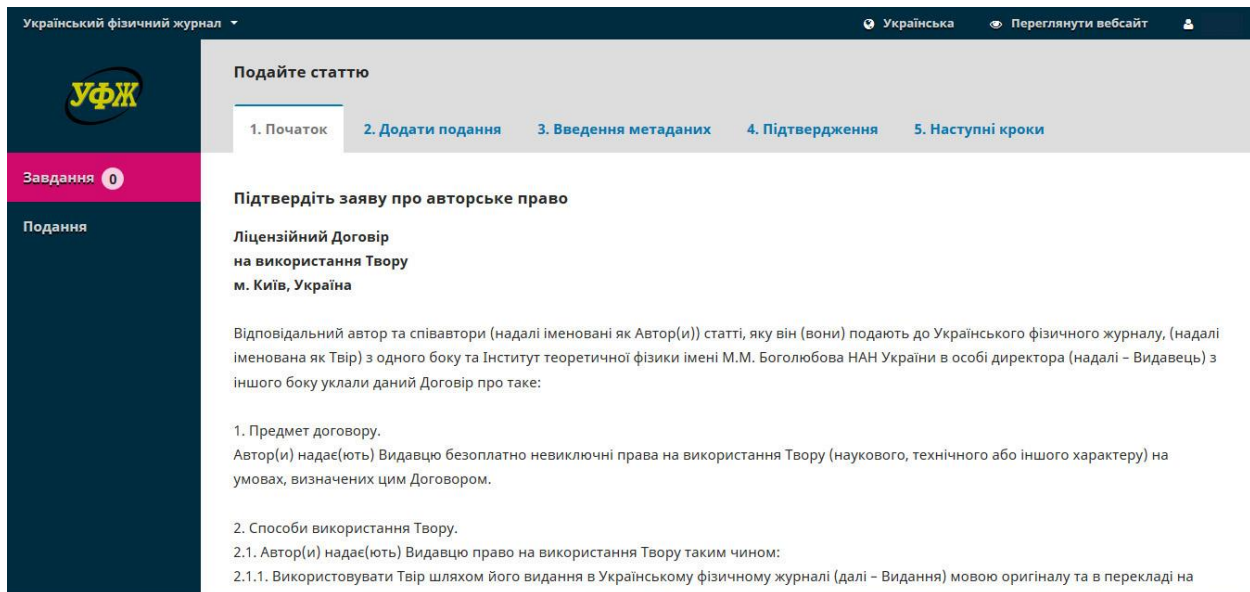 Український фізичний журнал
Українська
Переглянути вебсайт
УФЖ
Подайте статтю
1. Початок
2. Додати подання
3. Введення метаданих
4. Підтвердження
5. Наступні кроки
Завдання 0
Подання
Підтвердіть заяву про авторське право
Ліцензійний Договір
на використання Твору
м. Київ, Україна
Відповідальний автор та співавтори (надалі іменовані як Автор(и)) статті, яку він (вони) подають до Українського фізичного журналу, (надалі
іменована як Твір) з одного боку та Інститут теоретичної фізики імені М.М. Боголюбова НАН України в особі директора (надалі – Видавець) з
іншого боку уклали даний Договір про таке:
1. Предмет договору.
Автор(и) надає(ють) Видавцю безоплатно невиключні права на використання Твору (наукового, технічного або іншого характеру) на
умовах, визначених цим Договором.
2. Способи використання Твору.
2.1. Автор(и) надає(ють) Видавцю право на використання Твору таким чином:
2.1.1. Використовувати Твір шляхом його видання в Українському фізичному журналі (далі – Видання) мовою оригіналу та в перекладі на